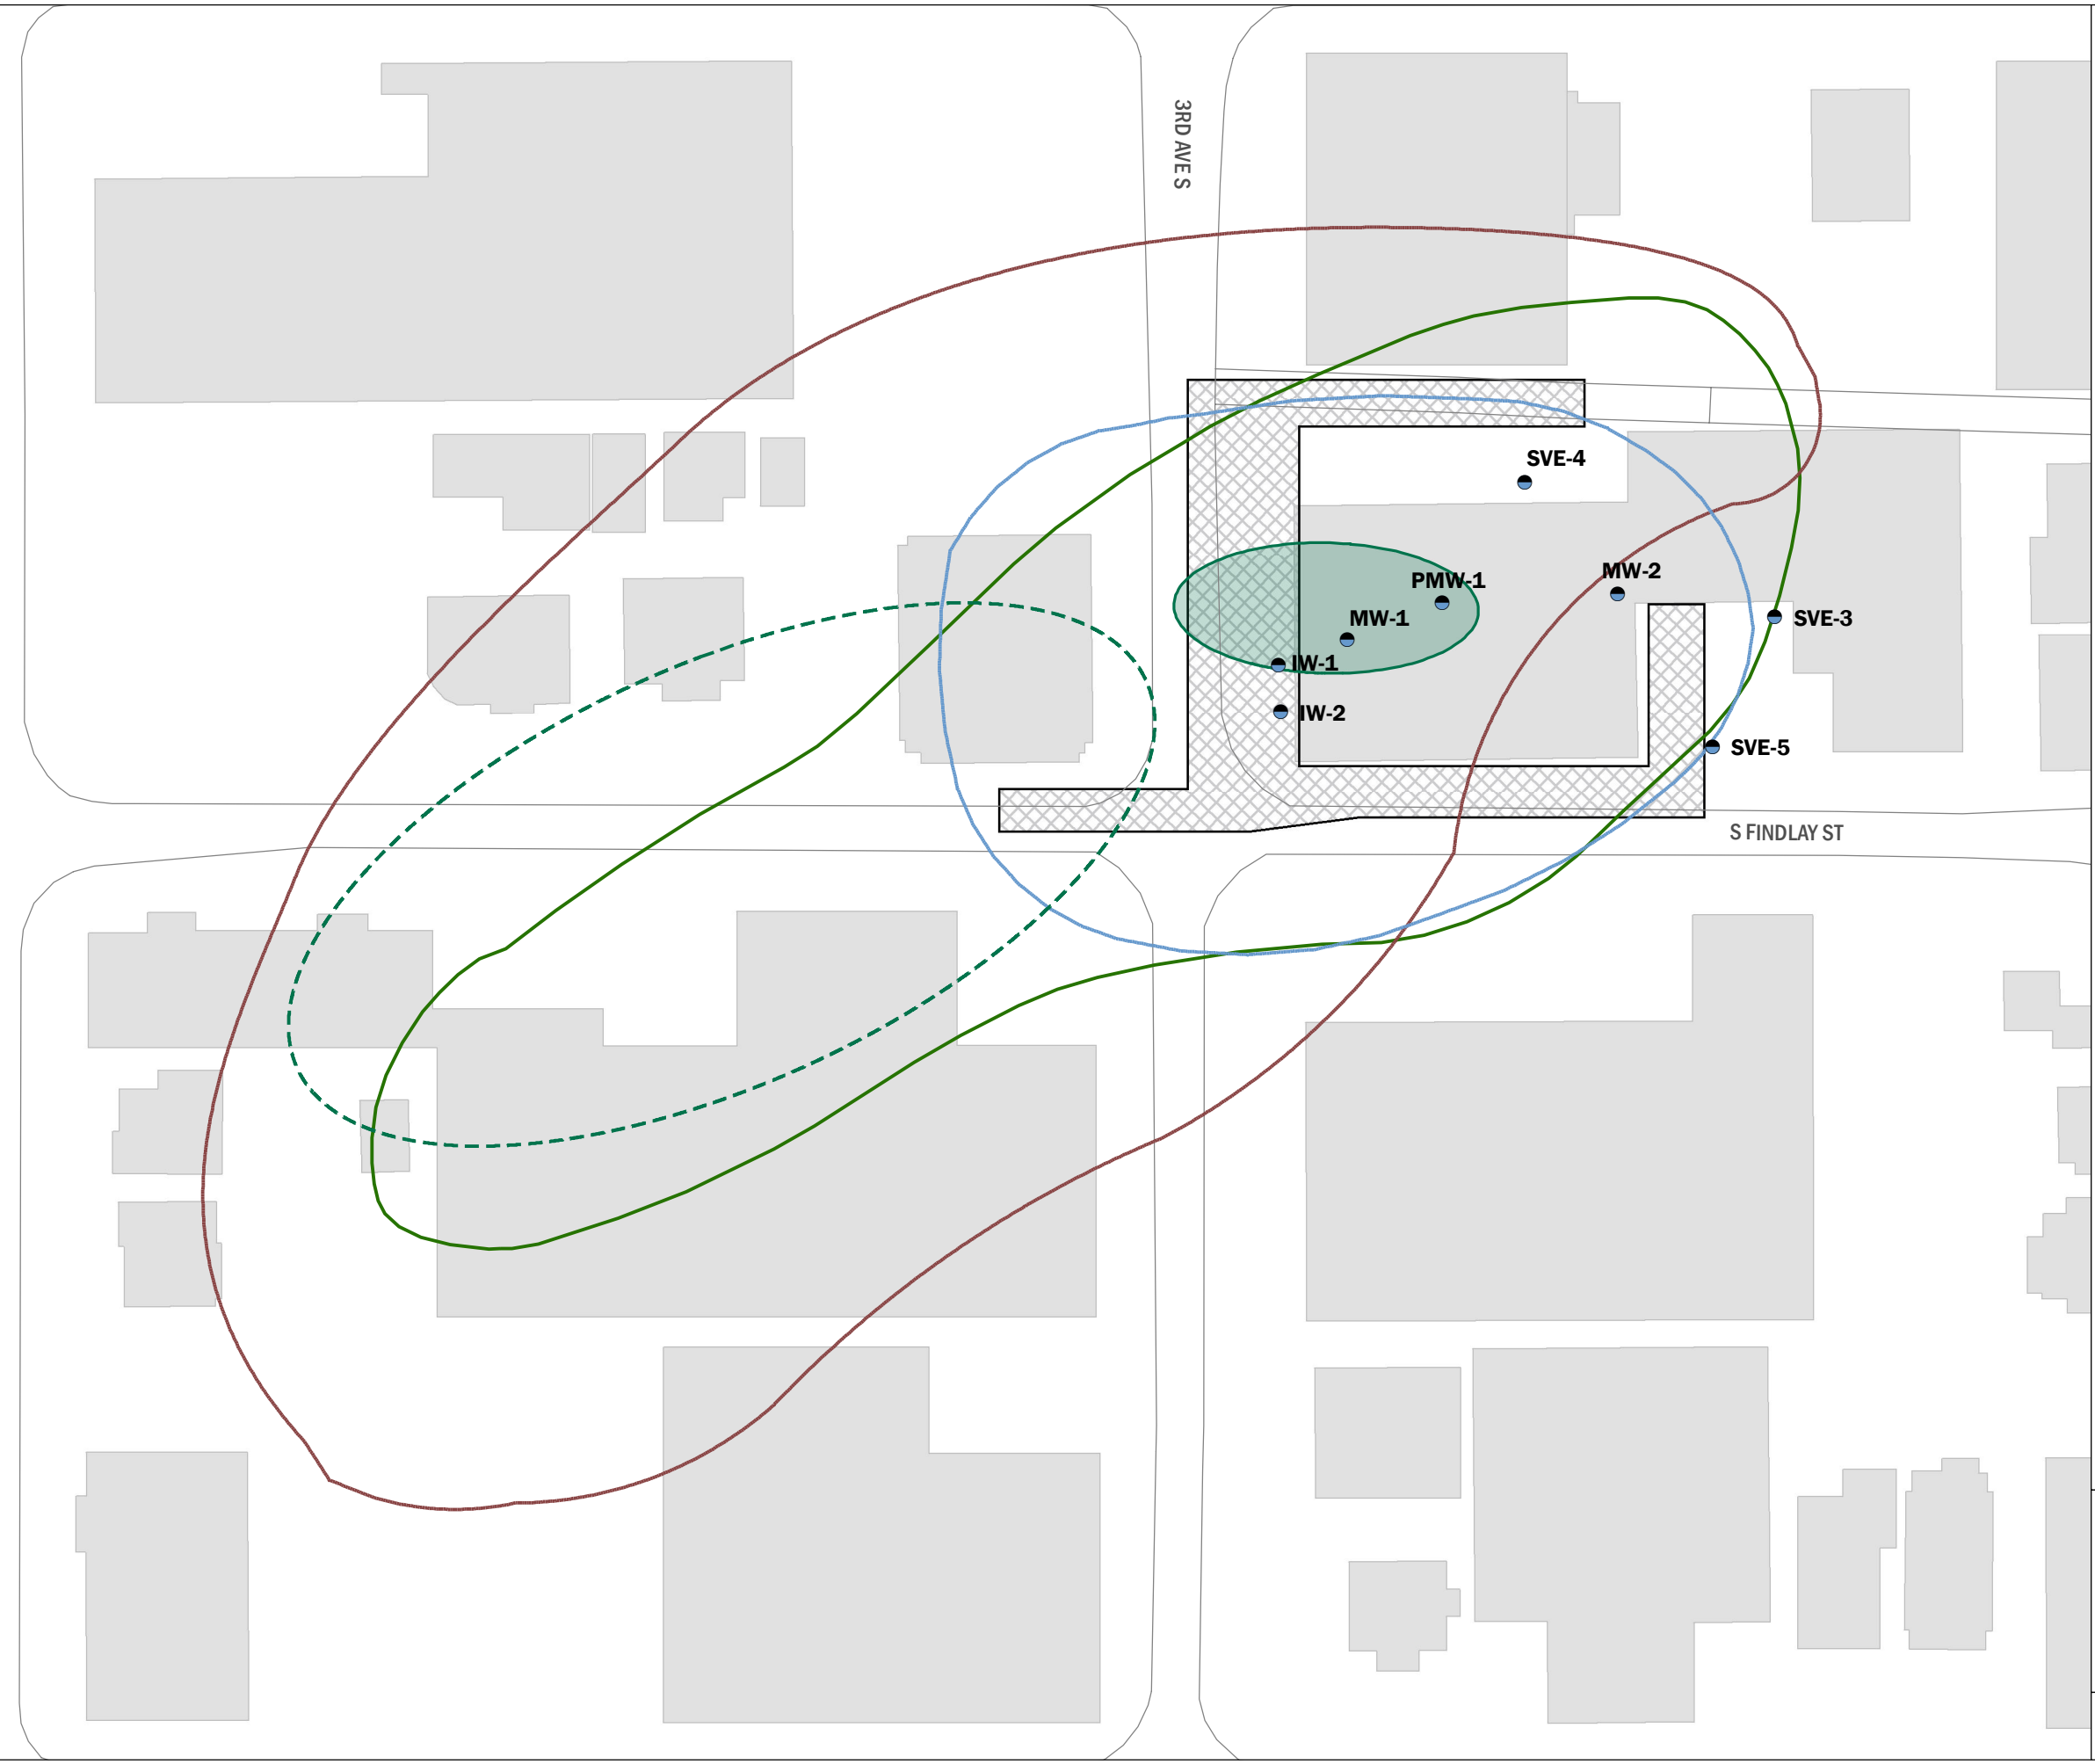 3RD AVE S
SVE-4
PMW-1
MW-2
MW-1
SVE-3
IW-1
IW-2
SVE-5
S FINDLAY ST